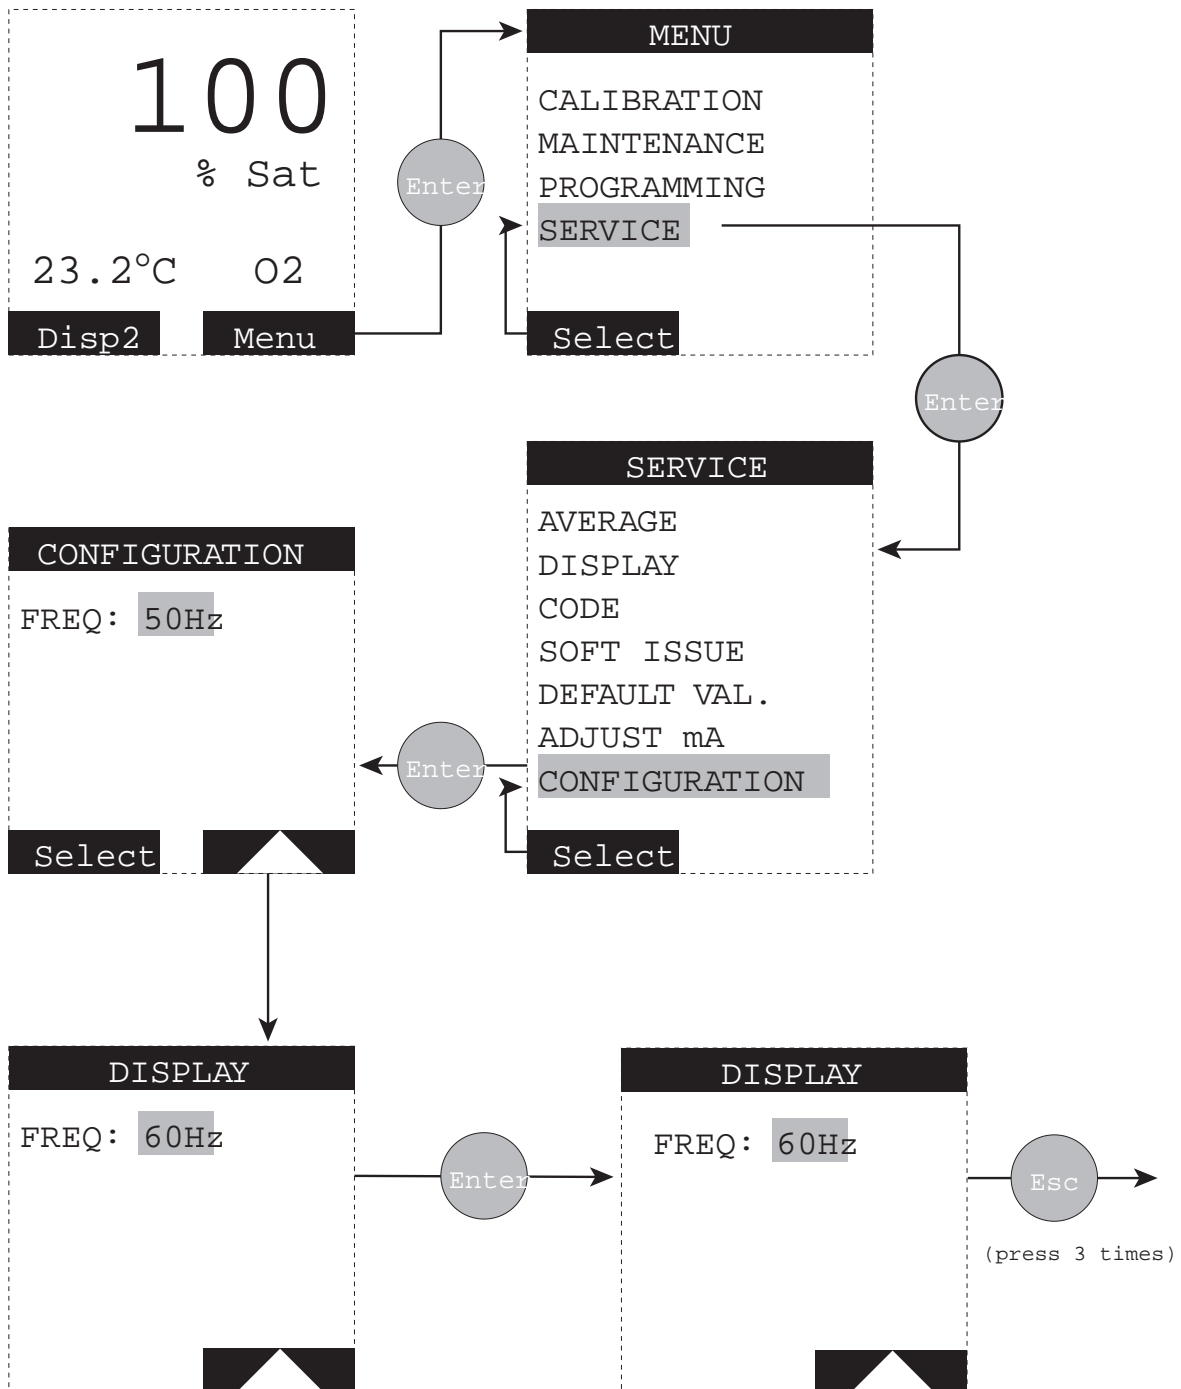 100
% Sat
23.2°C O2
Disp2 Menu
Enter
MENU
CALIBRATION
MAINTENANCE
PROGRAMMING
SERVICE
Select
Enter
SERVICE
AVERAGE
DISPLAY
CODE
SOFT ISSUE
DEFAULT VAL.
ADJUST mA
CONFIGURATION
Select
Enter
CONFIGURATION
FREQ: 50Hz
Select
DISPLAY
FREQ: 60Hz
Enter
DISPLAY
FREQ: 60Hz
Esc
(press 3 times)